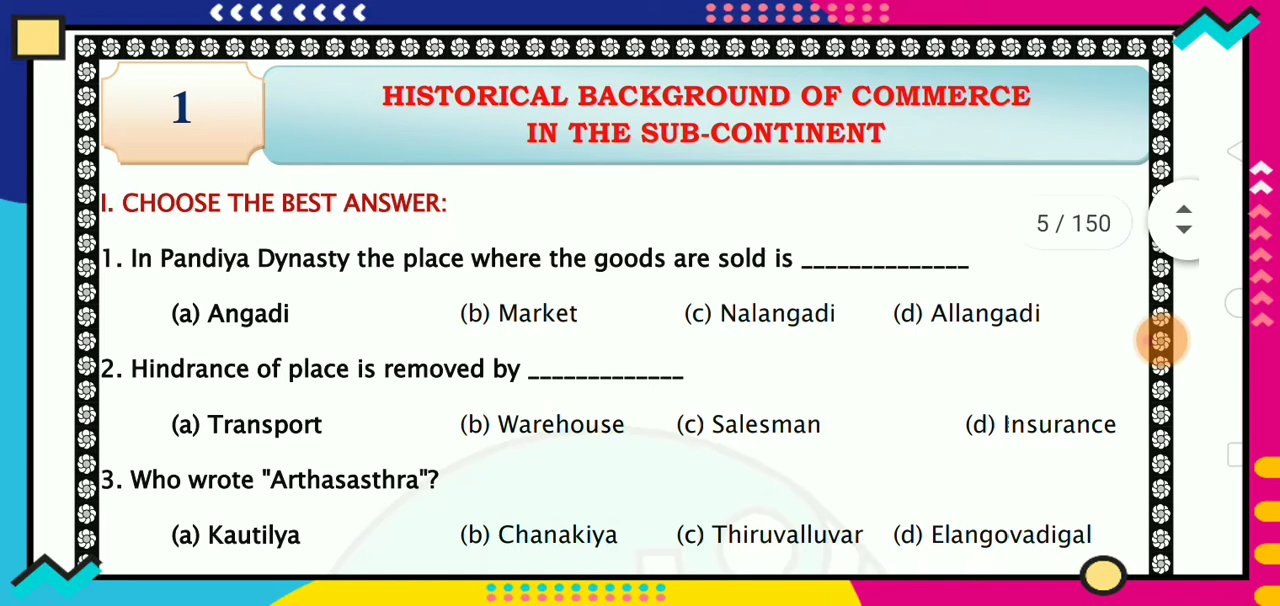 1
HISTORICAL BACKGROUND OF COMMERCE
IN THE SUB-CONTINENT
I. CHOOSE THE BEST ANSWER:
5 / 150
1. In Pandiya Dynasty the place where the goods are sold is ______________
(a) Angadi (b) Market (c) Nalangadi (d) Allangadi
2. Hindrance of place is removed by _____________
(a) Transport (b) Warehouse (c) Salesman (d) Insurance
3. Who wrote "Arthasasthra"?
(a) Kautilya (b) Chanakiya (c) Thiruvalluvar (d) Elangovadigal